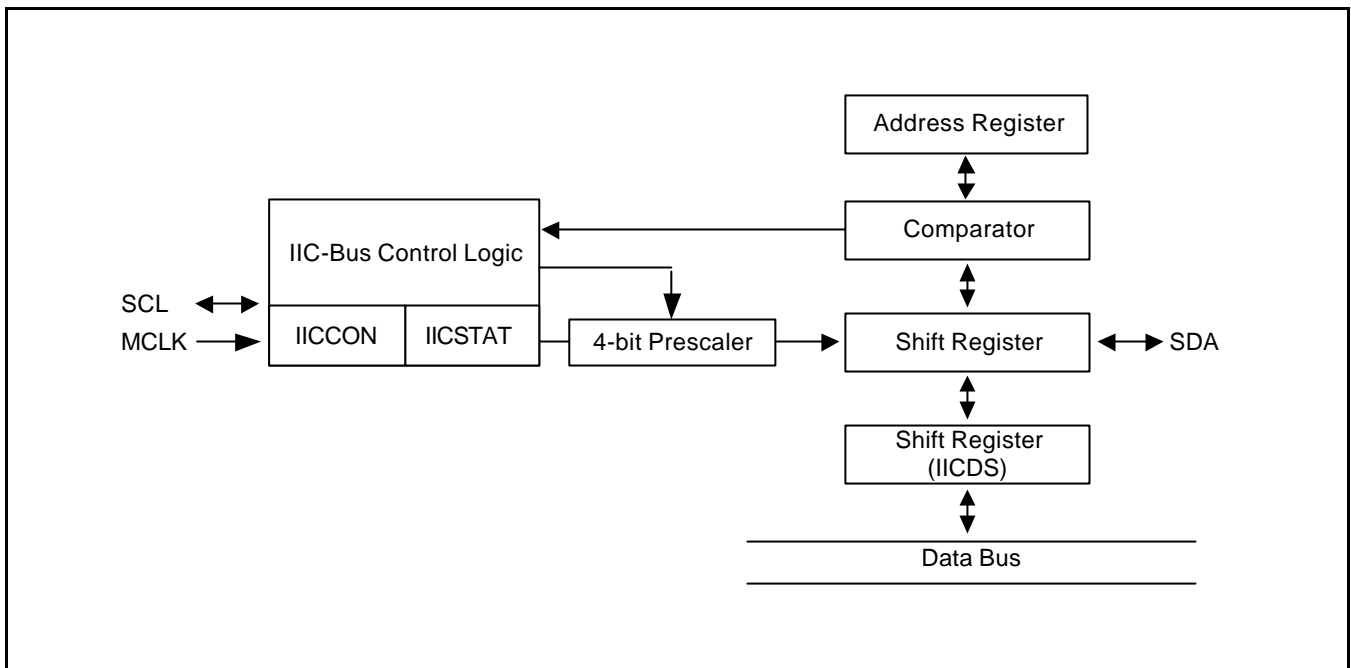 Address Register
Comparator
IIC-Bus Control Logic
SCL
MCLK
IICCON
IICSTAT
4-bit Prescaler
Shift Register
SDA
Shift Register
(IICDS)
Data Bus